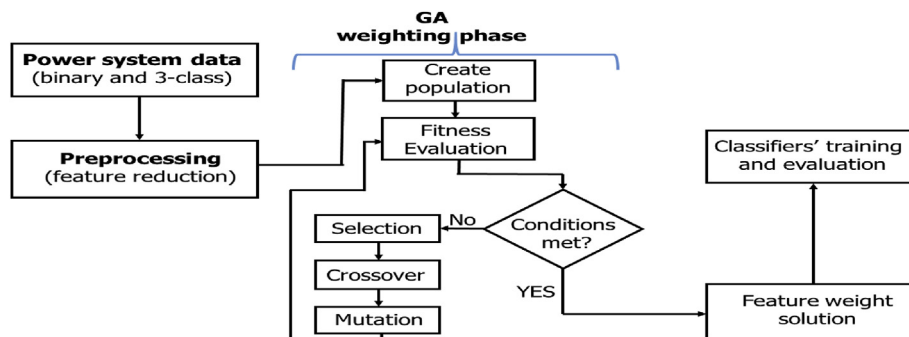 GA
weighting phase
Power system data
(binary and 3-class)
Preprocessing
(feature reduction)
Create
population
Fitness
Evaluation
Conditions
met?
No
Selection
Crossover
Mutation
YES
Feature weight
solution
Classifiers' training
and evaluation